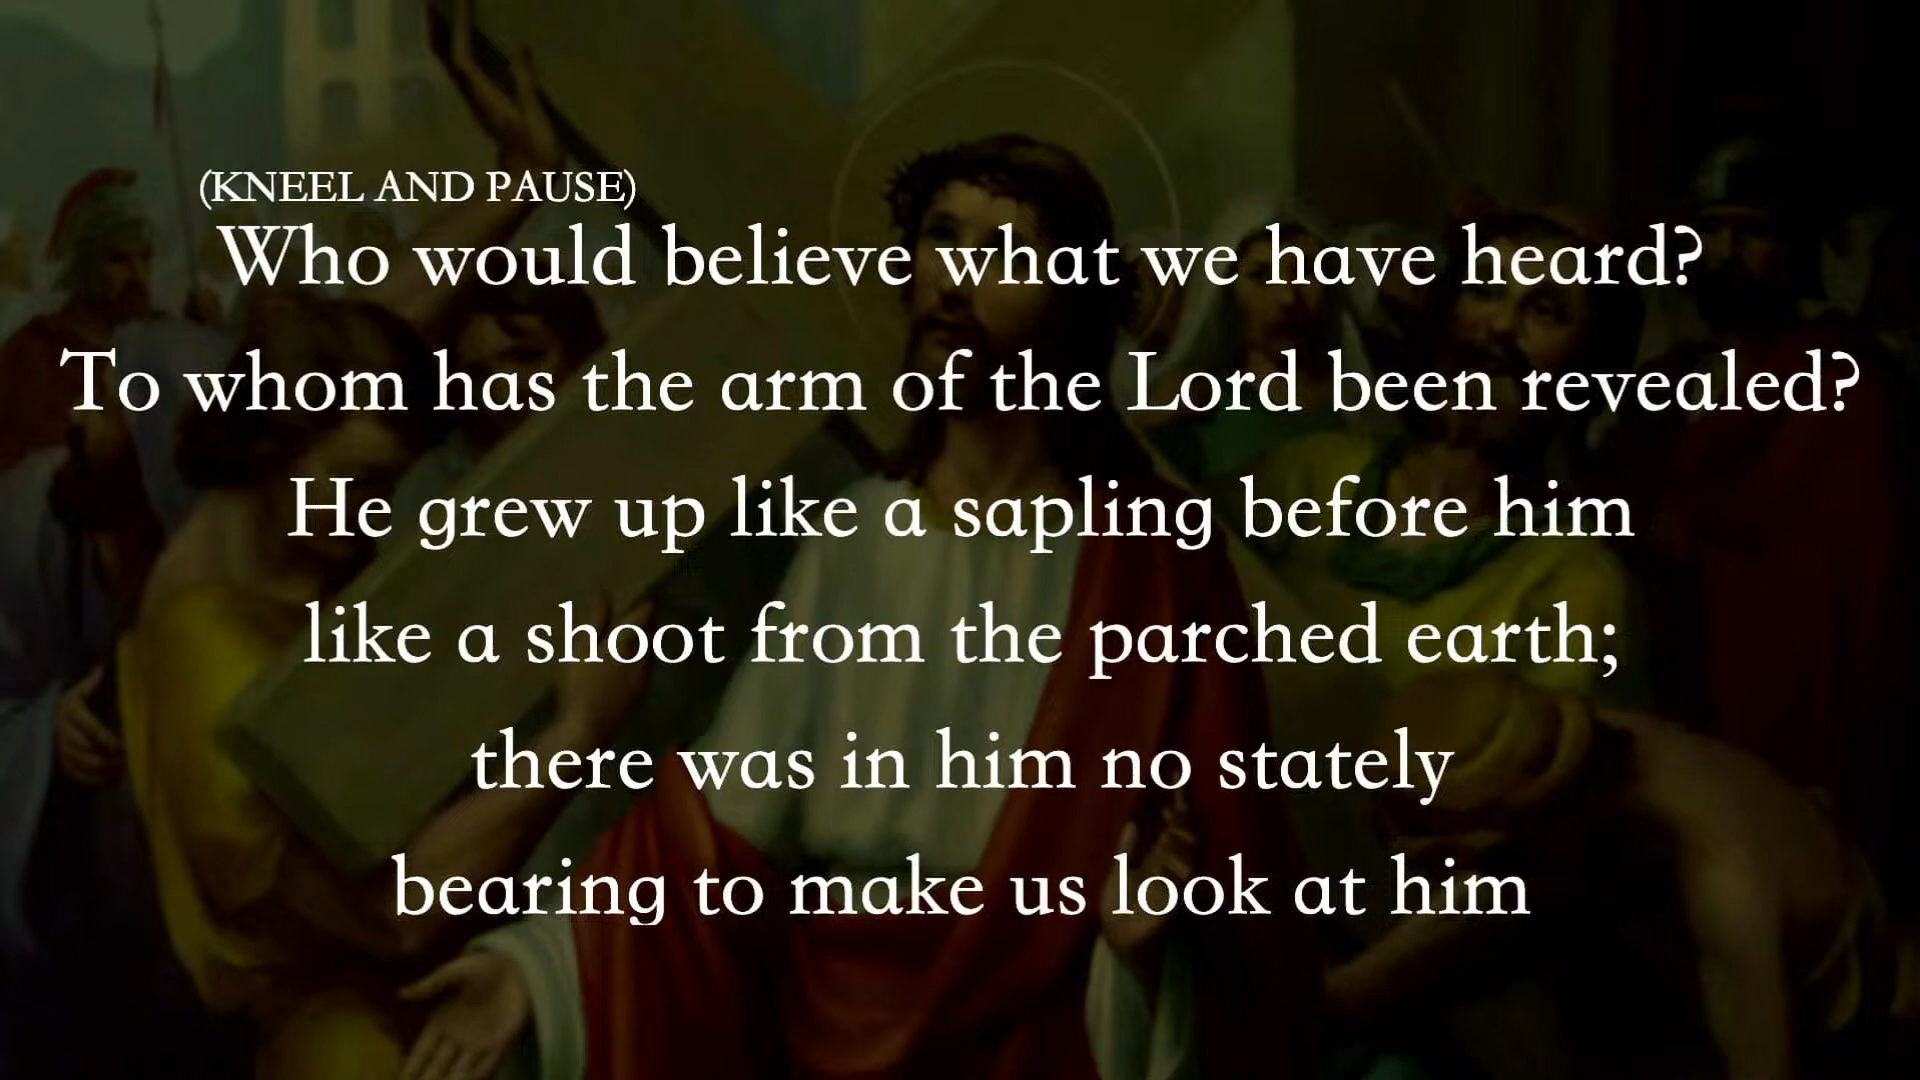 (KNEEL AND PAUSE)
Who would believe what we have heard?
To whom has the arm of the Lord been revealed?
He grew up like a sapling before him
like a shoot from the parched earth;
there was in him no stately
bearing to make us look at him